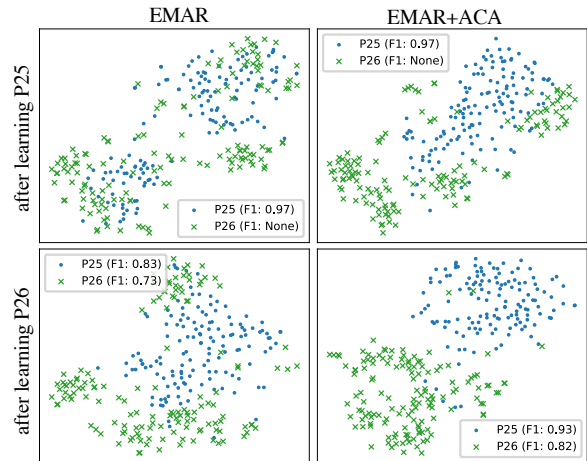 EMAR
EMAR+ACA
after learning P25
P25 (F1: 0.97)
P26 (F1: None)
P25 (F1: 0.97)
P26 (F1: None)
after learning P26
P25 (F1: 0.83)
P26 (F1: 0.73)
P25 (F1: 0.93)
P26 (F1: 0.82)